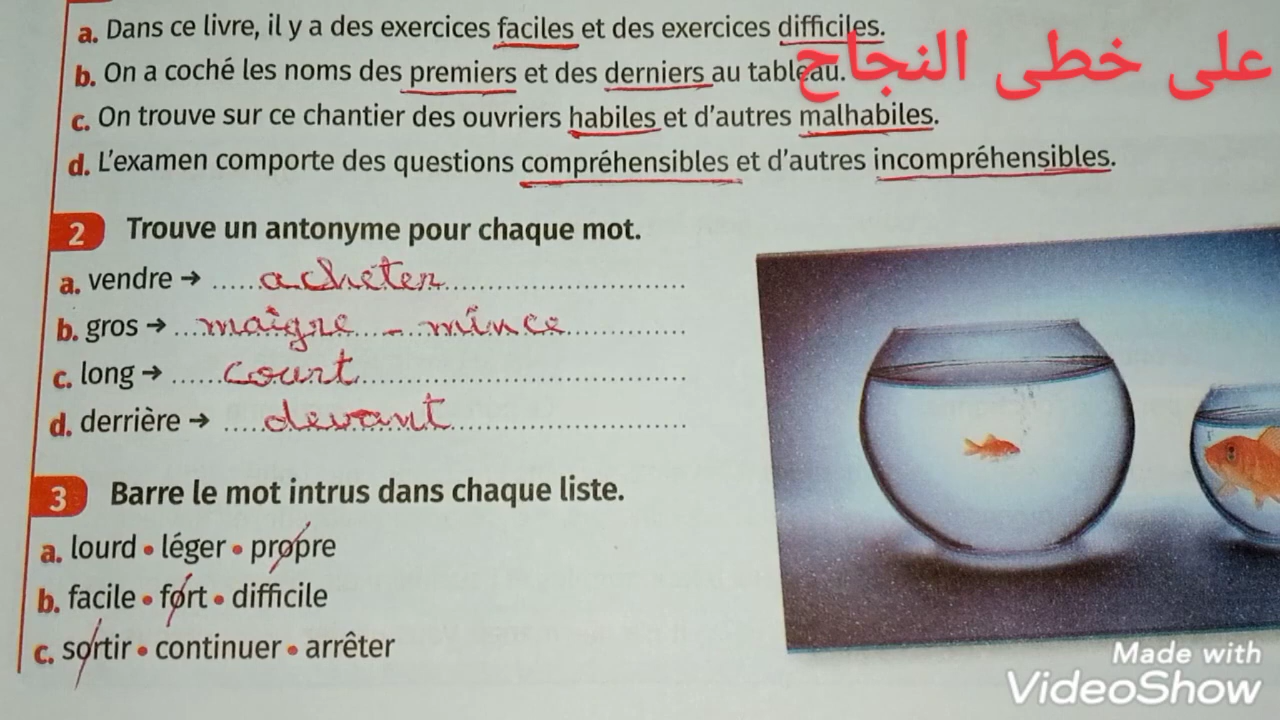 a. Dans ce livre, il y a des exercices faciles et des exercices difficiles.
على خطى النجاح
b. On a coché les noms des premiers et des derniers au tableau.
c. On trouve sur ce chantier des ouvriers habiles et d'autres malhabiles.
d. L'examen comporte des questions compréhensibles et d'autres incompréhensibles.
2 Trouve un antonyme pour chaque mot.
a. vendre → ..... acheter ..............................
b. gros → ... maigre - mince ...............
c. long → ...... court ........................................
d. derrière → ..... devant .............................
3 Barre le mot intrus dans chaque liste.
a. lourd • léger • propre
b. facile • fort • difficile
c. sortir • continuer • arrêter
Made with
VideoShow